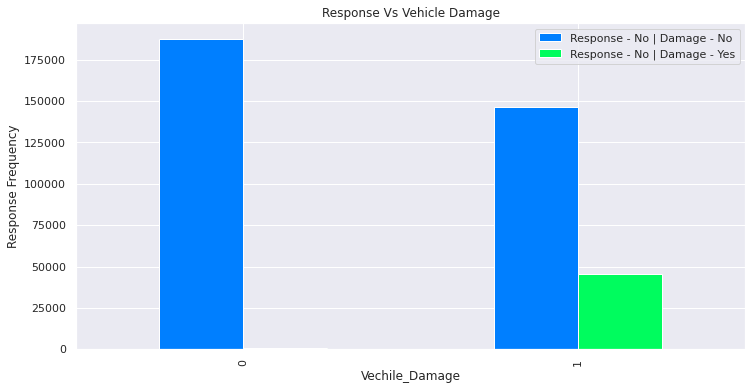 Response Vs Vehicle Damage
Response - No | Damage - No
Response - No | Damage - Yes
Response Frequency
175000
150000
125000
100000
75000
50000
25000
0
0
1
Vechile_Damage